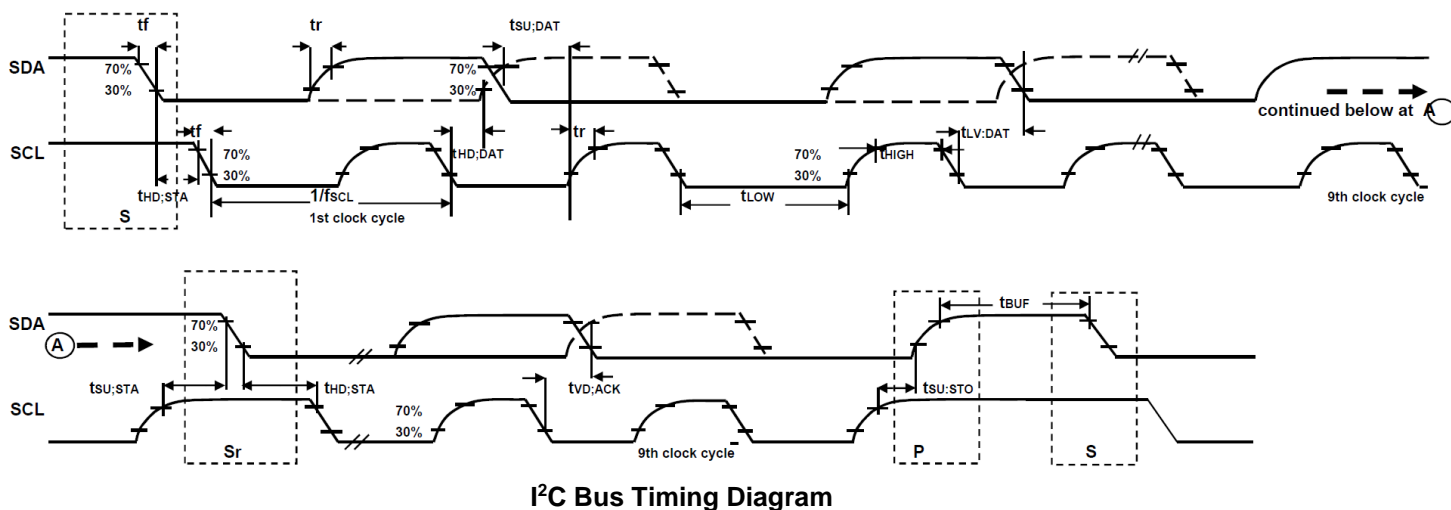 tf tr tSU;DAT
SDA 70% 70%
30% 30%
continued below at A
tf tr tLV:DAT
SCL 70% tHD;DAT 70% tHIGH
30% 30%
tHD;STA 1/fSCL tLOW
S 1st clock cycle 9th clock cycle
tBUF
SDA 70%
A 30%
tSU;STA tHD;STA tVD;ACK tSU:STO
SCL 70%
30%
Sr 9th clock cycle P S
I²C Bus Timing Diagram